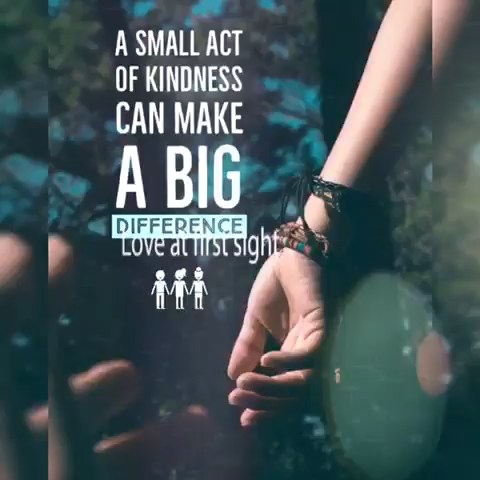 A SMALL ACT
OF KINDNESS
CAN MAKE
A BIG
DIFFERENCE
Love at first sight